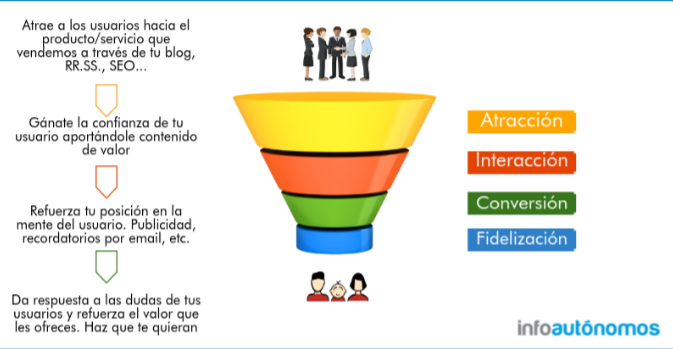 Atrae a los usuarios hacia el
producto/servicio que
vendemos a través de tu blog,
RR.SS., SEO...
Gánate la confianza de tu
usuario aportándole contenido
de valor
Refuerza tu posición en la
mente del usuario. Publicidad,
recordatorios por email, etc.
Da respuesta a las dudas de tus
usuarios y refuerza el valor que
les ofreces. Haz que te quieran
Atracción
Interacción
Conversión
Fidelización
infoautónomos